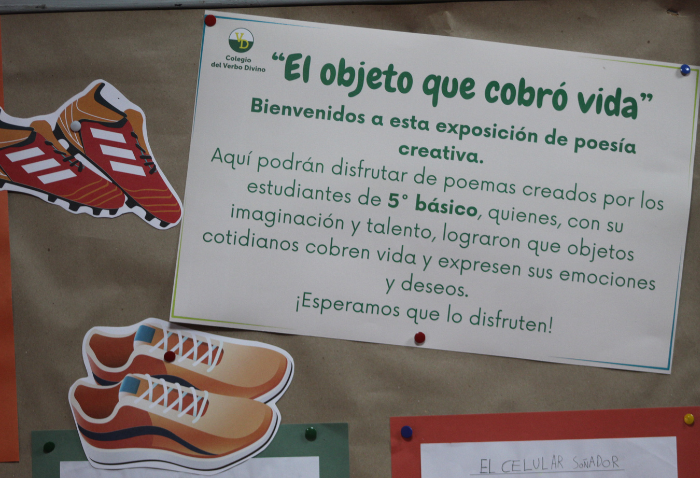 VD
Colegio
del Verbo Divino
“El objeto que cobró vida”
Bienvenidos a esta exposición de poesía
creativa.
Aquí podrán disfrutar de poemas creados por los
estudiantes de 5° básico, quienes, con su
imaginación y talento, lograron que objetos
cotidianos cobren vida y expresen sus emociones
y deseos.
¡Esperamos que lo disfruten!
EL CELULAR SOÑADOR